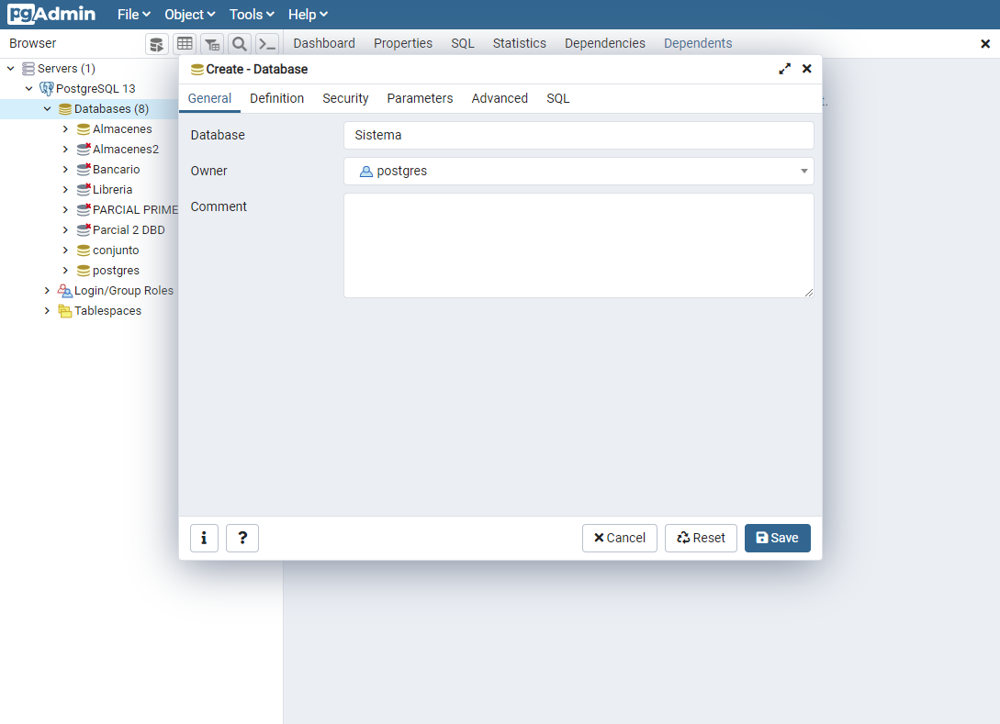 pgAdmin File Object Tools Help
Browser
Dashboard Properties SQL Statistics Dependencies Dependents
Servers (1)
PostgreSQL 13
Databases (8)
Almacenes
Almacenes2
Bancario
Libreria
PARCIAL PRIME
Parcial 2 DBD
conjunto
postgres
Login/Group Roles
Tablespaces
Create - Database
General Definition Security Parameters Advanced SQL
Database Sistema
Owner postgres
Comment
i ? Cancel Reset Save